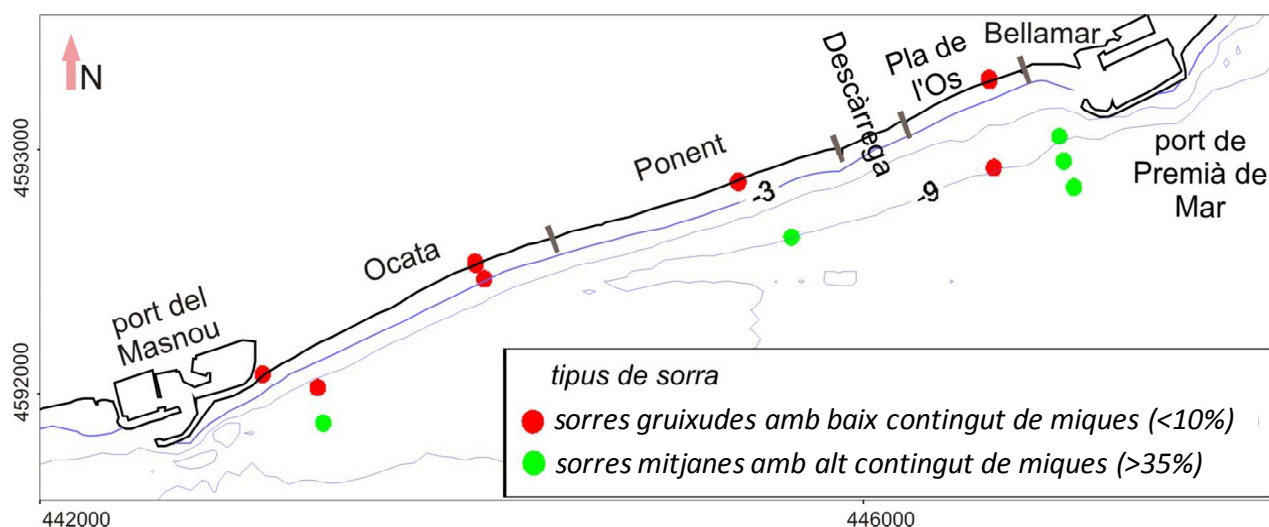 N
4593000
4592000
442000
446000
port del
Masnou
Ocata
Ponent
Descàrrega
Pla de
l'Os
Bellamar
port de
Premià de
Mar
-3
-9
tipus de sorra
sorres gruixudes amb baix contingut de miques (<10%)
sorres mitjanes amb alt contingut de miques (>35%)